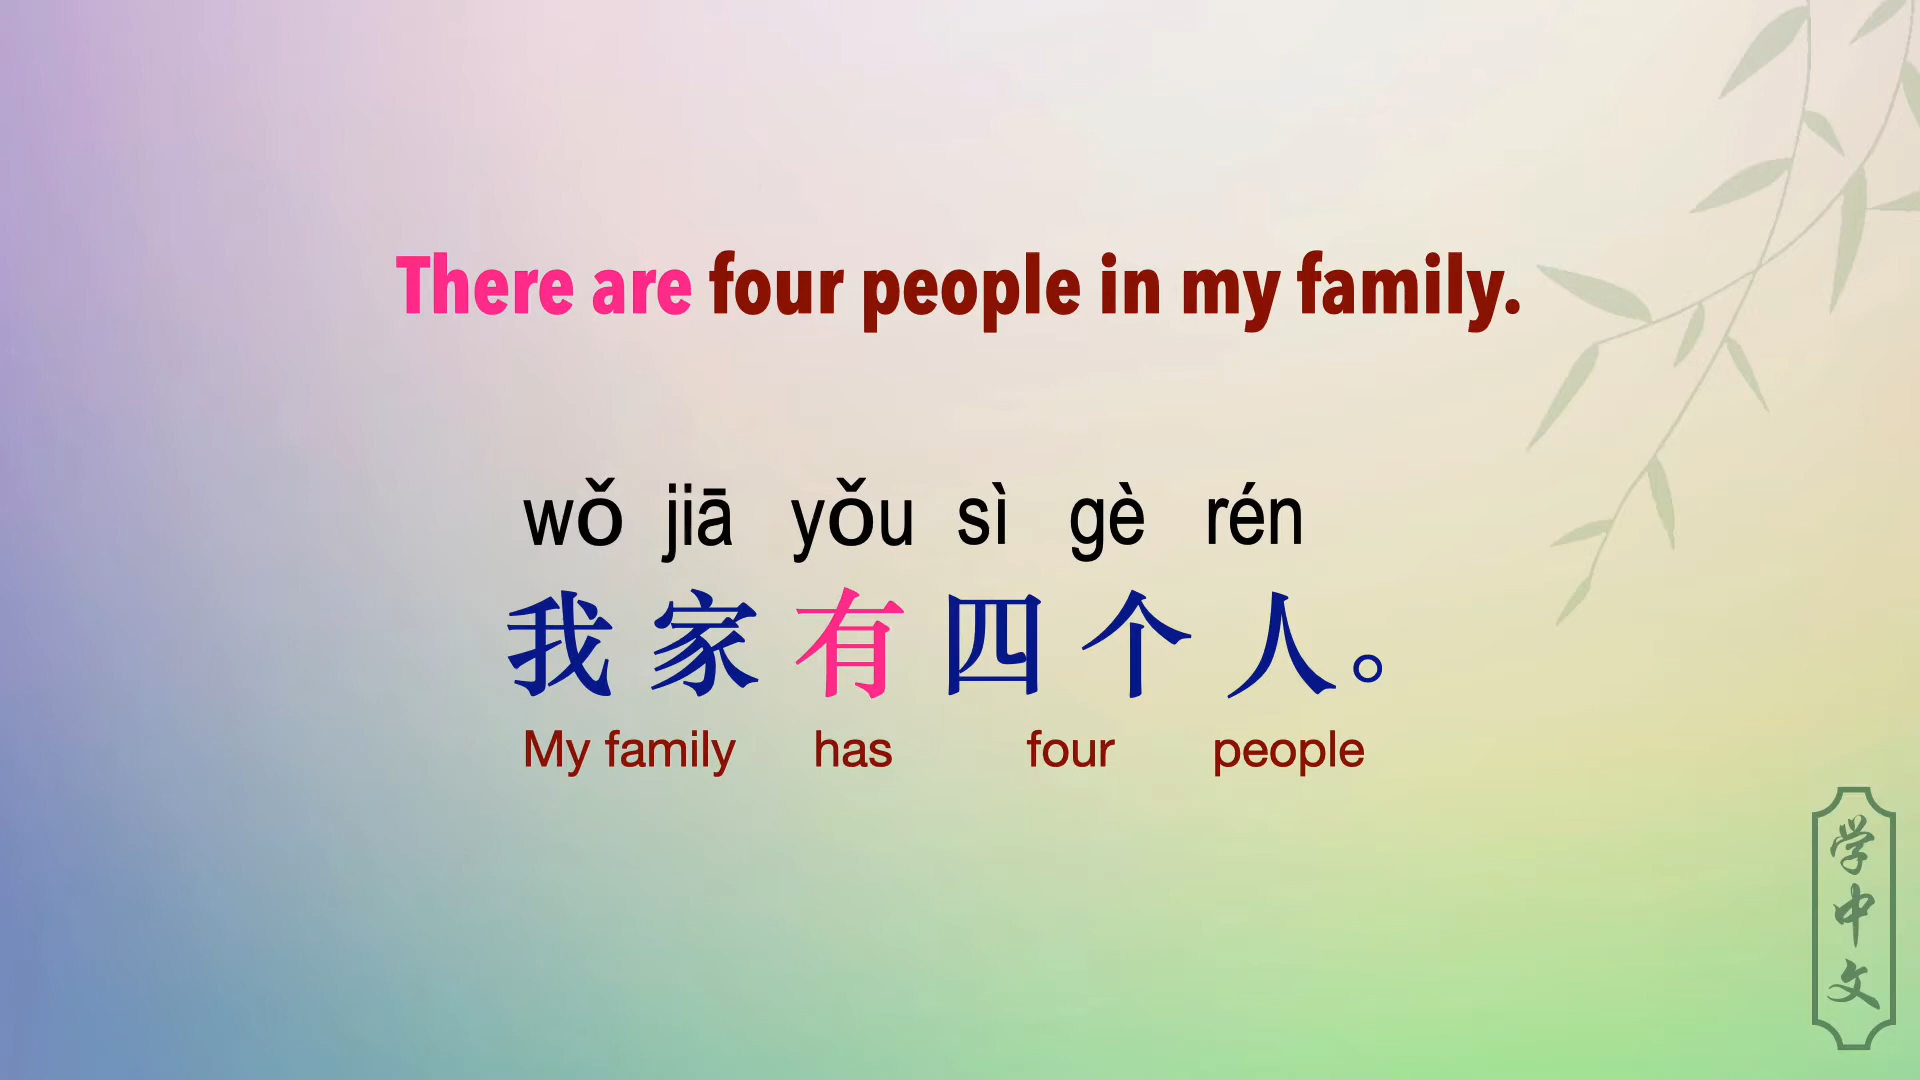 There are four people in my family.
wǒ jiā yǒu sì gè rén
我家有四个人。
My family has four people
学中文